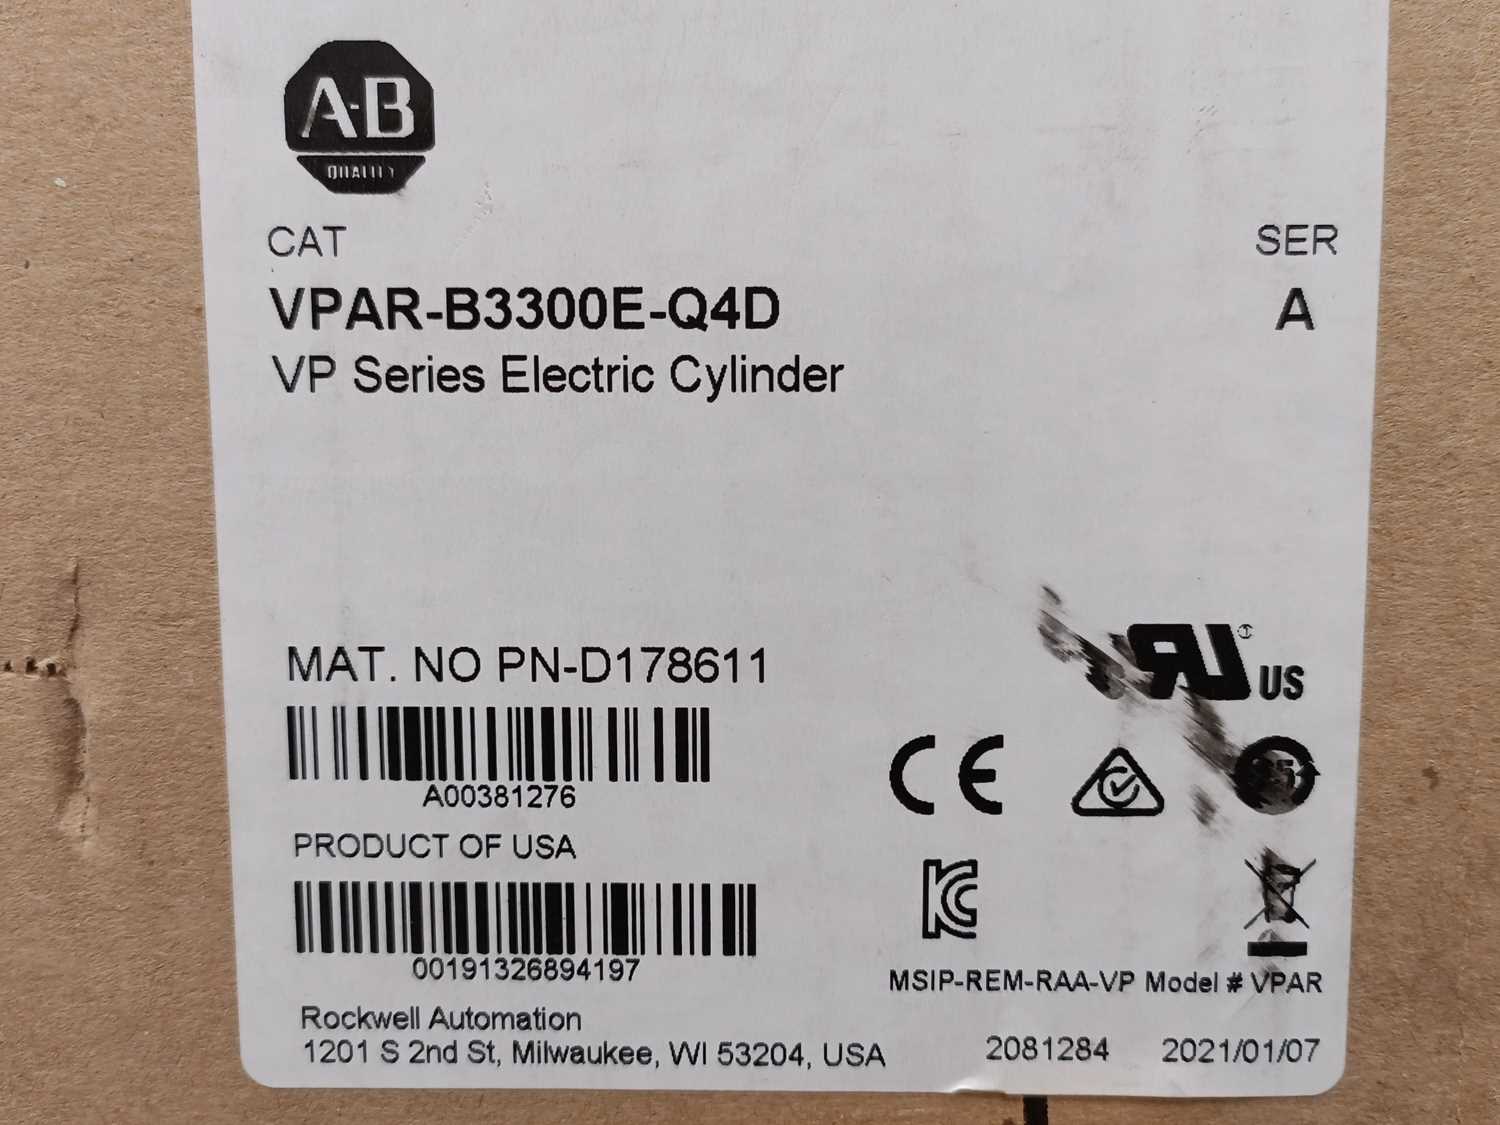 A-B
QUALITY
CAT
SER
VPAR-B3300E-Q4D
A
VP Series Electric Cylinder
MAT. NO PN-D178611
A00381276
PRODUCT OF USA
00191326894197
Rockwell Automation
1201 S 2nd St, Milwaukee, WI 53204, USA
RU US
CE
KC
MSIP-REM-RAA-VP Model # VPAR
2081284
2021/01/07